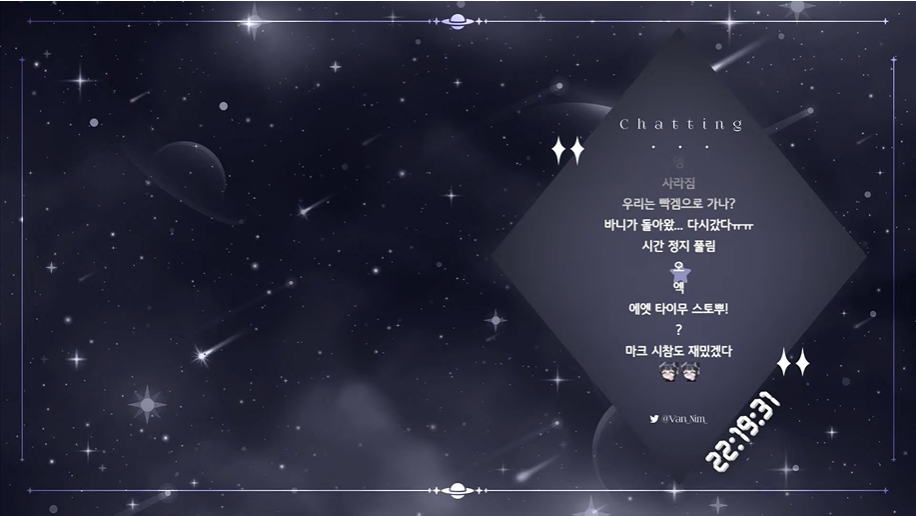 Chatting
사라짐
우리는 빡겜으로 가나?
바니가 돌아왔... 다시갔다ㅠㅠ
시간 정지 풀림
오
엑
에엣 타이무 스토뿌!
?
마크 시참도 재밌겠다
@Van_Nim_
22:19:31